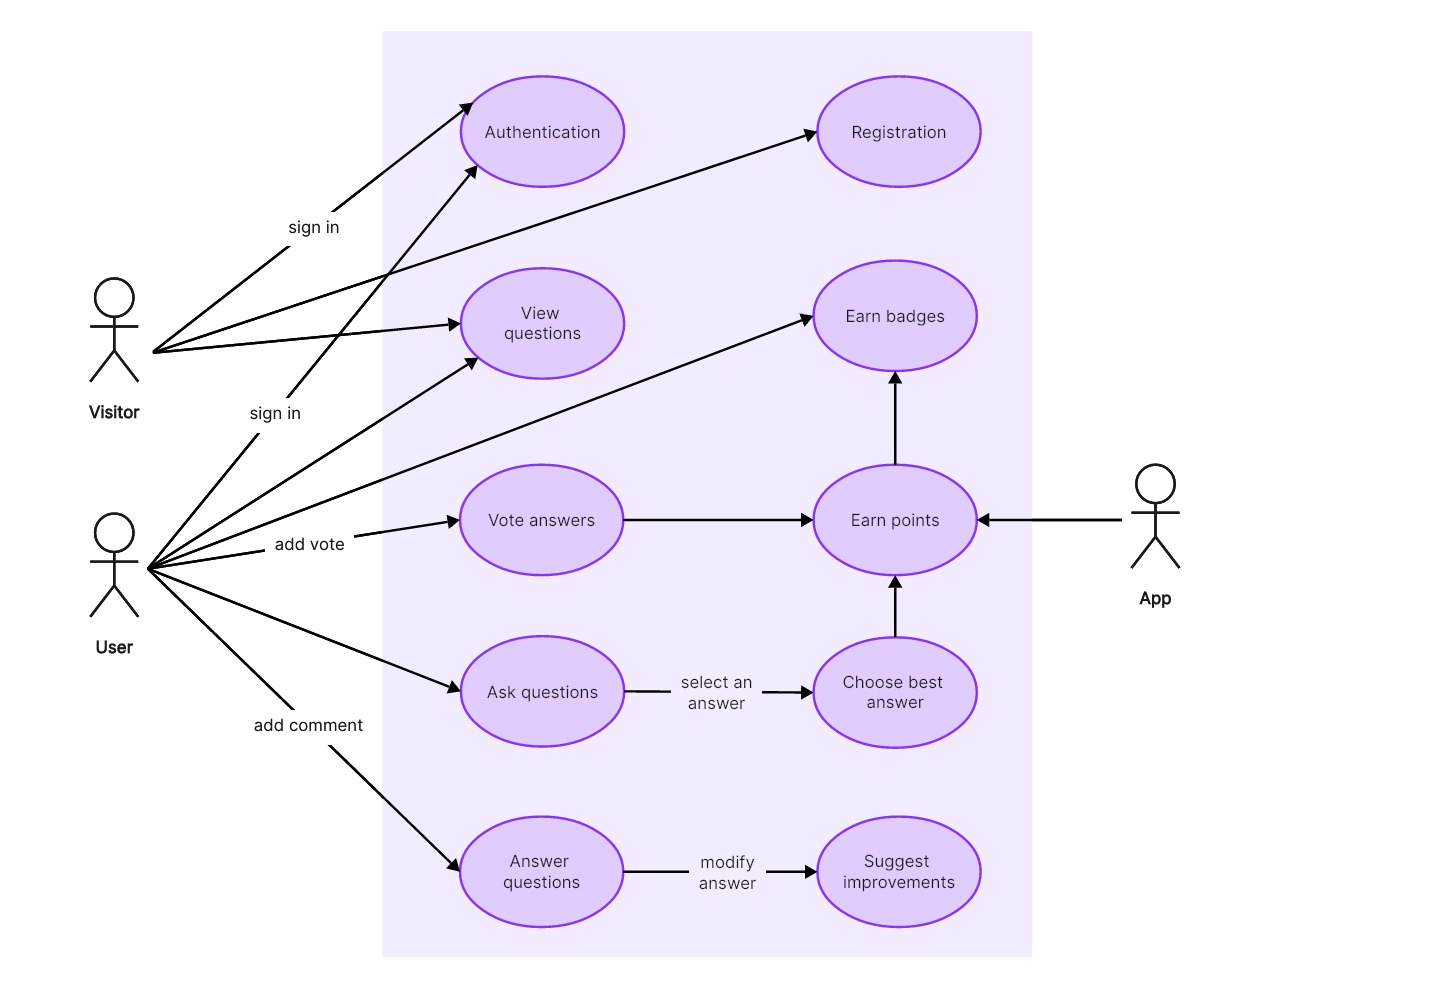 Authentication
Registration
sign in
View
questions
Earn badges
Visitor
sign in
Vote answers
Earn points
add vote
App
User
Ask questions
select an
answer
Choose best
answer
add comment
Answer
questions
modify
answer
Suggest
improvements